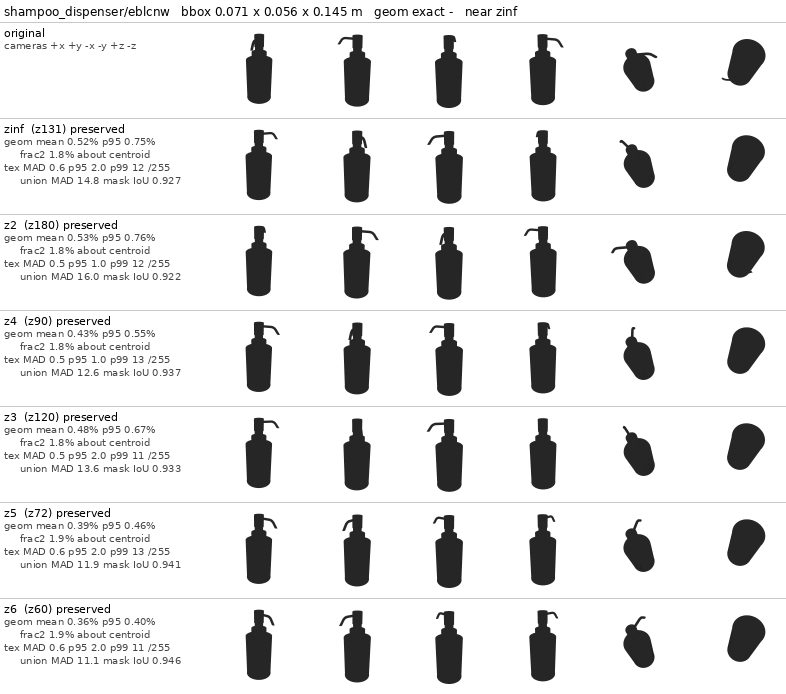 shampoo_dispenser/eblcnw   bbox 0.071 x 0.056 x 0.145 m   geom exact -   near zinf
original
cameras +x +y -x -y +z -z
zinf  (z131) preserved
geom mean 0.52% p95 0.75%
frac2 1.8% about centroid
tex MAD 0.6 p95 2.0 p99 12 /255
union MAD 14.8 mask IoU 0.927
z2  (z180) preserved
geom mean 0.53% p95 0.76%
frac2 1.8% about centroid
tex MAD 0.5 p95 1.0 p99 12 /255
union MAD 16.0 mask IoU 0.922
z4  (z90) preserved
geom mean 0.43% p95 0.55%
frac2 1.8% about centroid
tex MAD 0.5 p95 1.0 p99 13 /255
union MAD 12.6 mask IoU 0.937
z3  (z120) preserved
geom mean 0.48% p95 0.67%
frac2 1.8% about centroid
tex MAD 0.5 p95 2.0 p99 11 /255
union MAD 13.6 mask IoU 0.933
z5  (z72) preserved
geom mean 0.39% p95 0.46%
frac2 1.9% about centroid
tex MAD 0.6 p95 2.0 p99 13 /255
union MAD 11.9 mask IoU 0.941
z6  (z60) preserved
geom mean 0.36% p95 0.40%
frac2 1.9% about centroid
tex MAD 0.6 p95 2.0 p99 11 /255
union MAD 11.1 mask IoU 0.946